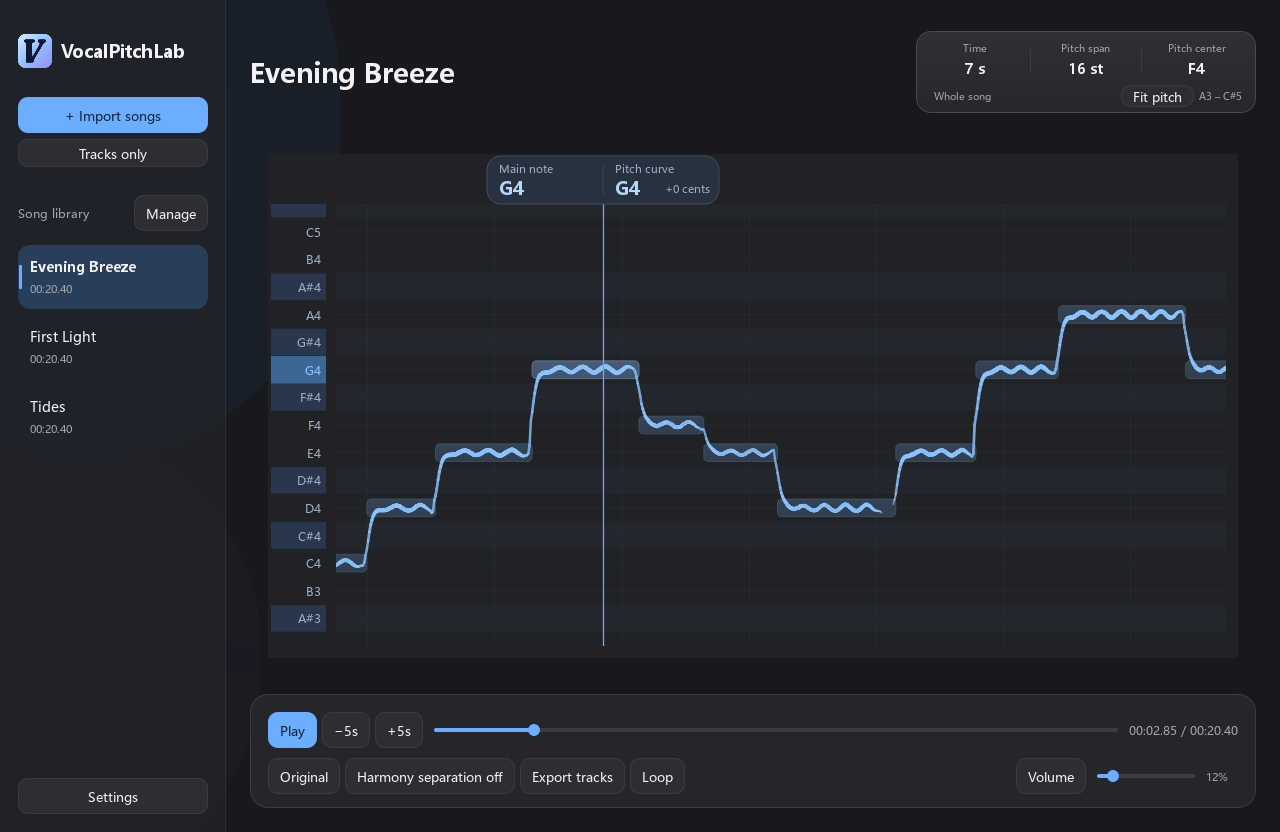 VocalPitchLab
+ Import songs
Tracks only
Song library
Manage
Evening Breeze
00:20.40
First Light
00:20.40
Tides
00:20.40
Settings
Evening Breeze
Time
7 s
Pitch span
16 st
Pitch center
F4
Whole song
Fit pitch
A3 – C#5
Main note
G4
Pitch curve
G4 +0 cents
C5
B4
A#4
A4
G#4
G4
F#4
F4
E4
D#4
D4
C#4
C4
B3
A#3
Play
−5s
+5s
00:02.85 / 00:20.40
Original
Harmony separation off
Export tracks
Loop
Volume
12%